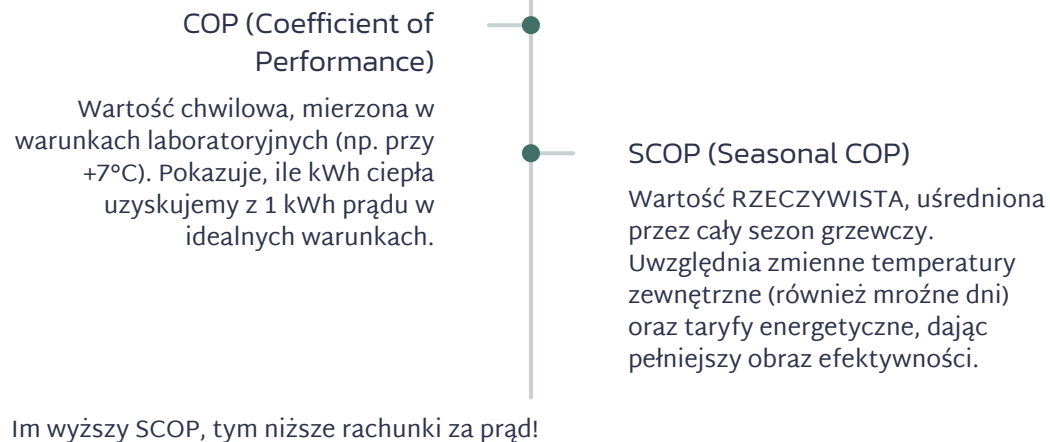 COP (Coefficient of
Performance)
Wartość chwilowa, mierzona w
warunkach laboratoryjnych (np. przy
+7°C). Pokazuje, ile kWh ciepła
uzyskujemy z 1 kWh prądu w
idealnych warunkach.
SCOP (Seasonal COP)
Wartość RZECZYWISTA, uśredniona
przez cały sezon grzewczy.
Uwzględnia zmienne temperatury
zewnętrzne (również mroźne dni)
oraz taryfy energetyczne, dając
pełniejszy obraz efektywności.
Im wyższy SCOP, tym niższe rachunki za prąd!